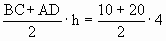 (BC + AD)/2 · h = (10 + 20)/2 · 4